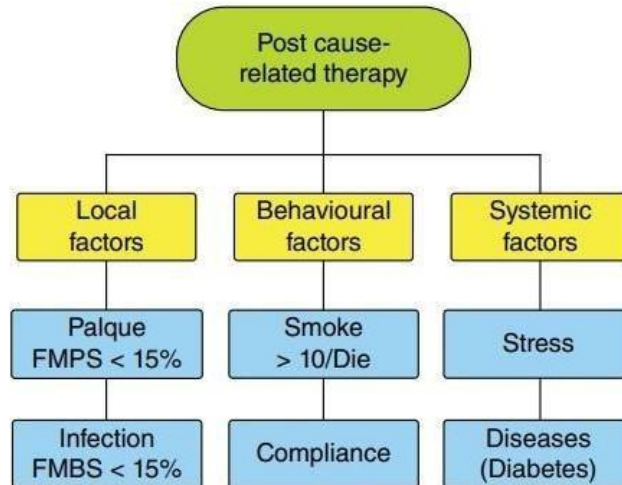 Post cause-
related therapy
Local
factors
Behavioural
factors
Systemic
factors
Palque
FMPS < 15%
Smoke
> 10/Die
Stress
Infection
FMBS < 15%
Compliance
Diseases
(Diabetes)